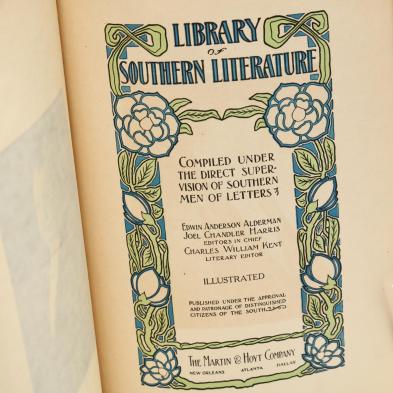 LIBRARY
OF
SOUTHERN LITERATURE
COMPILED UNDER
THE DIRECT SUPER-
VISION OF SOUTHERN
MEN OF LETTERS
EDWIN ANDERSON ALDERMAN
JOEL CHANDLER HARRIS
EDITORS IN CHIEF
CHARLES WILLIAM KENT
LITERARY EDITOR
ILLUSTRATED
PUBLISHED UNDER THE APPROVAL
AND PATRONAGE OF DISTINGUISHED
CITIZENS OF THE SOUTH
THE MARTIN & HOYT COMPANY
NEW ORLEANS ATLANTA DALLAS